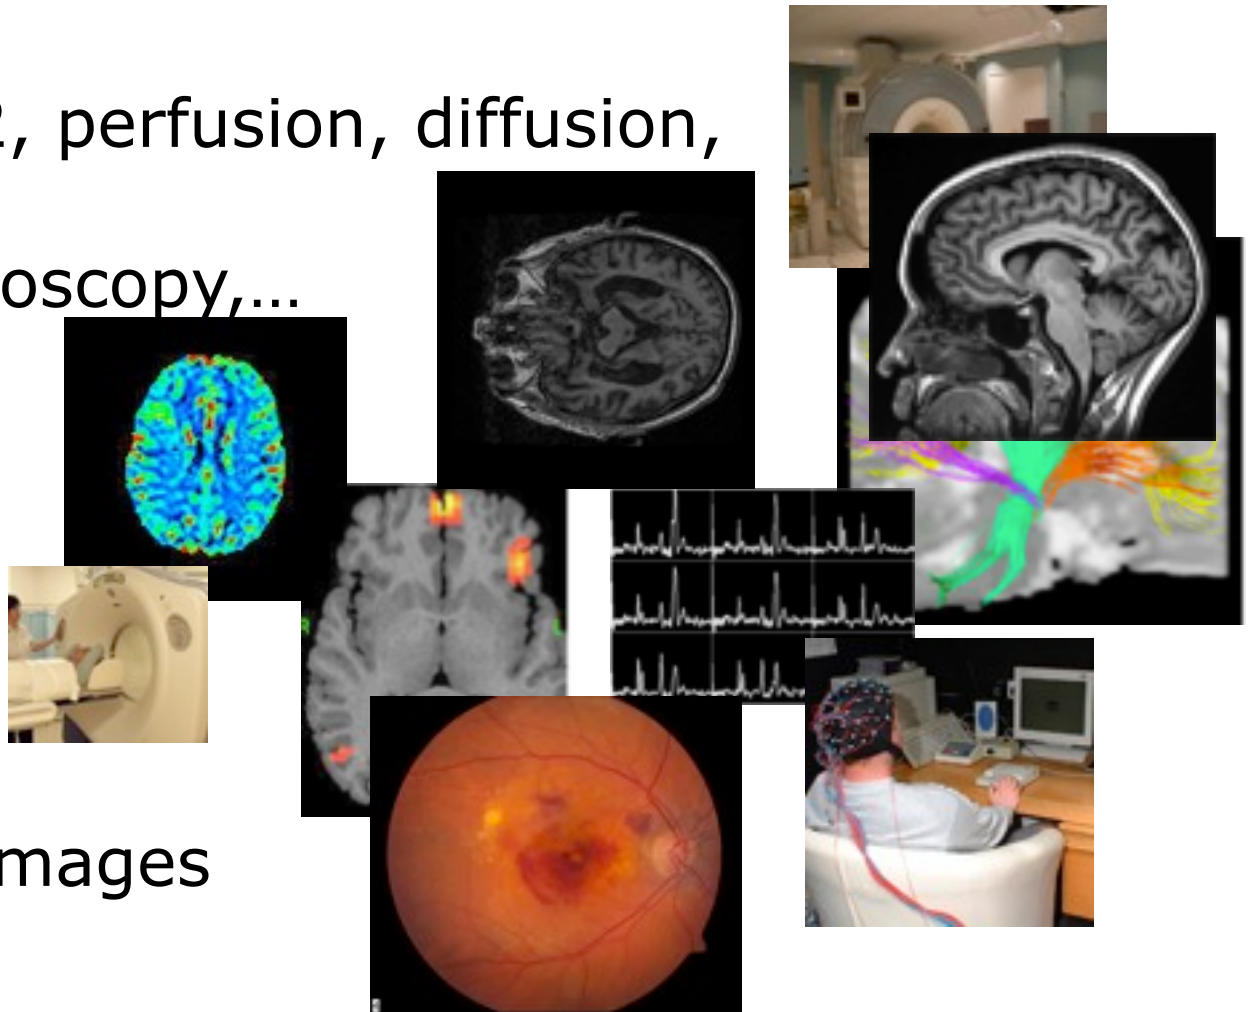 , perfusion, diffusion,
oscopy,…
mages
R
L